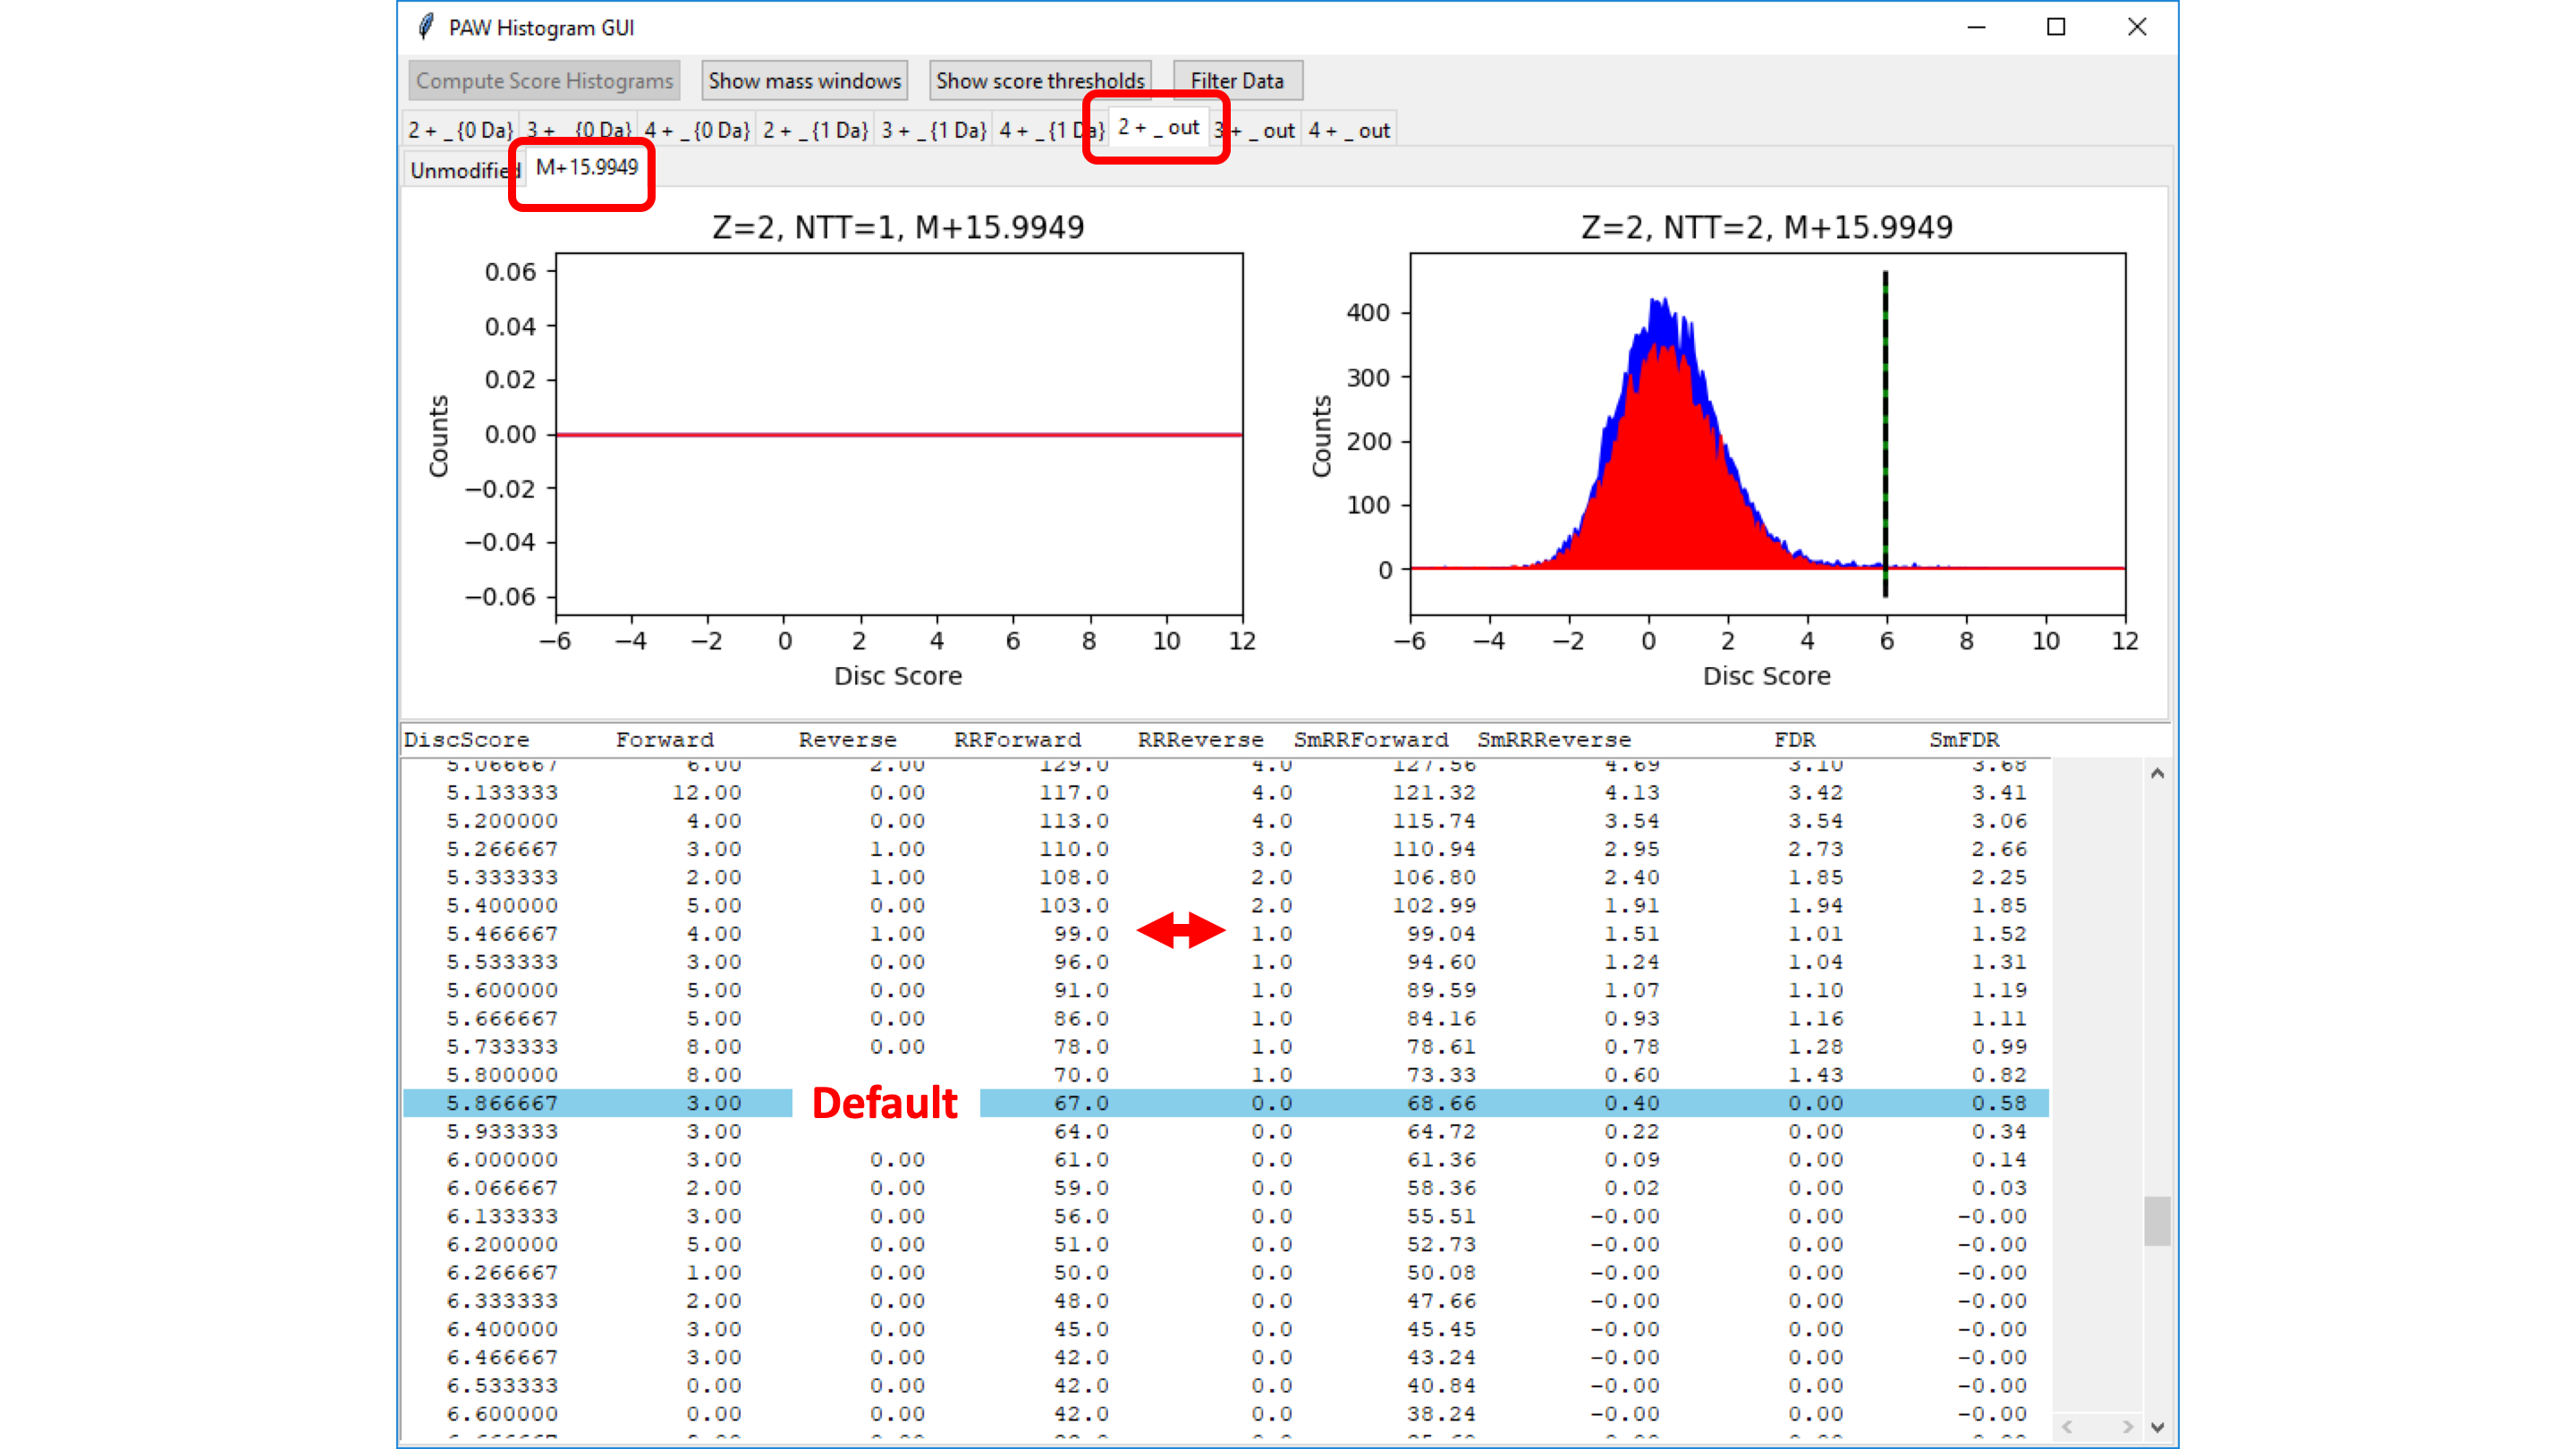 PAW Histogram GUI
Compute Score Histograms Show mass windows Show score thresholds Filter Data
2 + _ {0 Da} 3 + _ {0 Da} 4 + _ {0 Da} 2 + _ {1 Da} 3 + _ {1 Da} 4 + _ {1 Da} 2 + _ out 3 + _ out 4 + _ out
Unmodified M+15.9949
Z=2, NTT=1, M+15.9949
0.06
0.04
0.02
0.00
−0.02
−0.04
−0.06
Counts
−6 −4 −2 0 2 4 6 8 10 12
Disc Score
Z=2, NTT=2, M+15.9949
400
300
200
100
0
Counts
−6 −4 −2 0 2 4 6 8 10 12
Disc Score
DiscScore Forward Reverse RRForward RRReverse SmRRForward SmRRReverse FDR SmFDR
5.066667 6.00 2.00 129.0 4.0 127.56 4.69 3.10 3.68
5.133333 12.00 0.00 117.0 4.0 121.32 4.13 3.42 3.41
5.200000 4.00 0.00 113.0 4.0 115.74 3.54 3.54 3.06
5.266667 3.00 1.00 110.0 3.0 110.94 2.95 2.73 2.66
5.333333 2.00 1.00 108.0 2.0 106.80 2.40 1.85 2.25
5.400000 5.00 0.00 103.0 2.0 102.99 1.91 1.94 1.85
5.466667 4.00 1.00 99.0 1.0 99.04 1.51 1.01 1.52
5.533333 3.00 0.00 96.0 1.0 94.60 1.24 1.04 1.31
5.600000 5.00 0.00 91.0 1.0 89.59 1.07 1.10 1.19
5.666667 5.00 0.00 86.0 1.0 84.16 0.93 1.16 1.11
5.733333 8.00 0.00 78.0 1.0 78.61 0.78 1.28 0.99
5.800000 8.00 70.0 1.0 73.33 0.60 1.43 0.82
5.866667 3.00 Default 67.0 0.0 68.66 0.40 0.00 0.58
5.933333 3.00 64.0 0.0 64.72 0.22 0.00 0.34
6.000000 3.00 0.00 61.0 0.0 61.36 0.09 0.00 0.14
6.066667 2.00 0.00 59.0 0.0 58.36 0.02 0.00 0.03
6.133333 3.00 0.00 56.0 0.0 55.51 -0.00 0.00 -0.00
6.200000 5.00 0.00 51.0 0.0 52.73 -0.00 0.00 -0.00
6.266667 1.00 0.00 50.0 0.0 50.08 -0.00 0.00 -0.00
6.333333 2.00 0.00 48.0 0.0 47.66 -0.00 0.00 -0.00
6.400000 3.00 0.00 45.0 0.0 45.45 -0.00 0.00 -0.00
6.466667 3.00 0.00 42.0 0.0 43.24 -0.00 0.00 -0.00
6.533333 0.00 0.00 42.0 0.0 40.84 -0.00 0.00 -0.00
6.600000 0.00 0.00 42.0 0.0 38.24 -0.00 0.00 -0.00